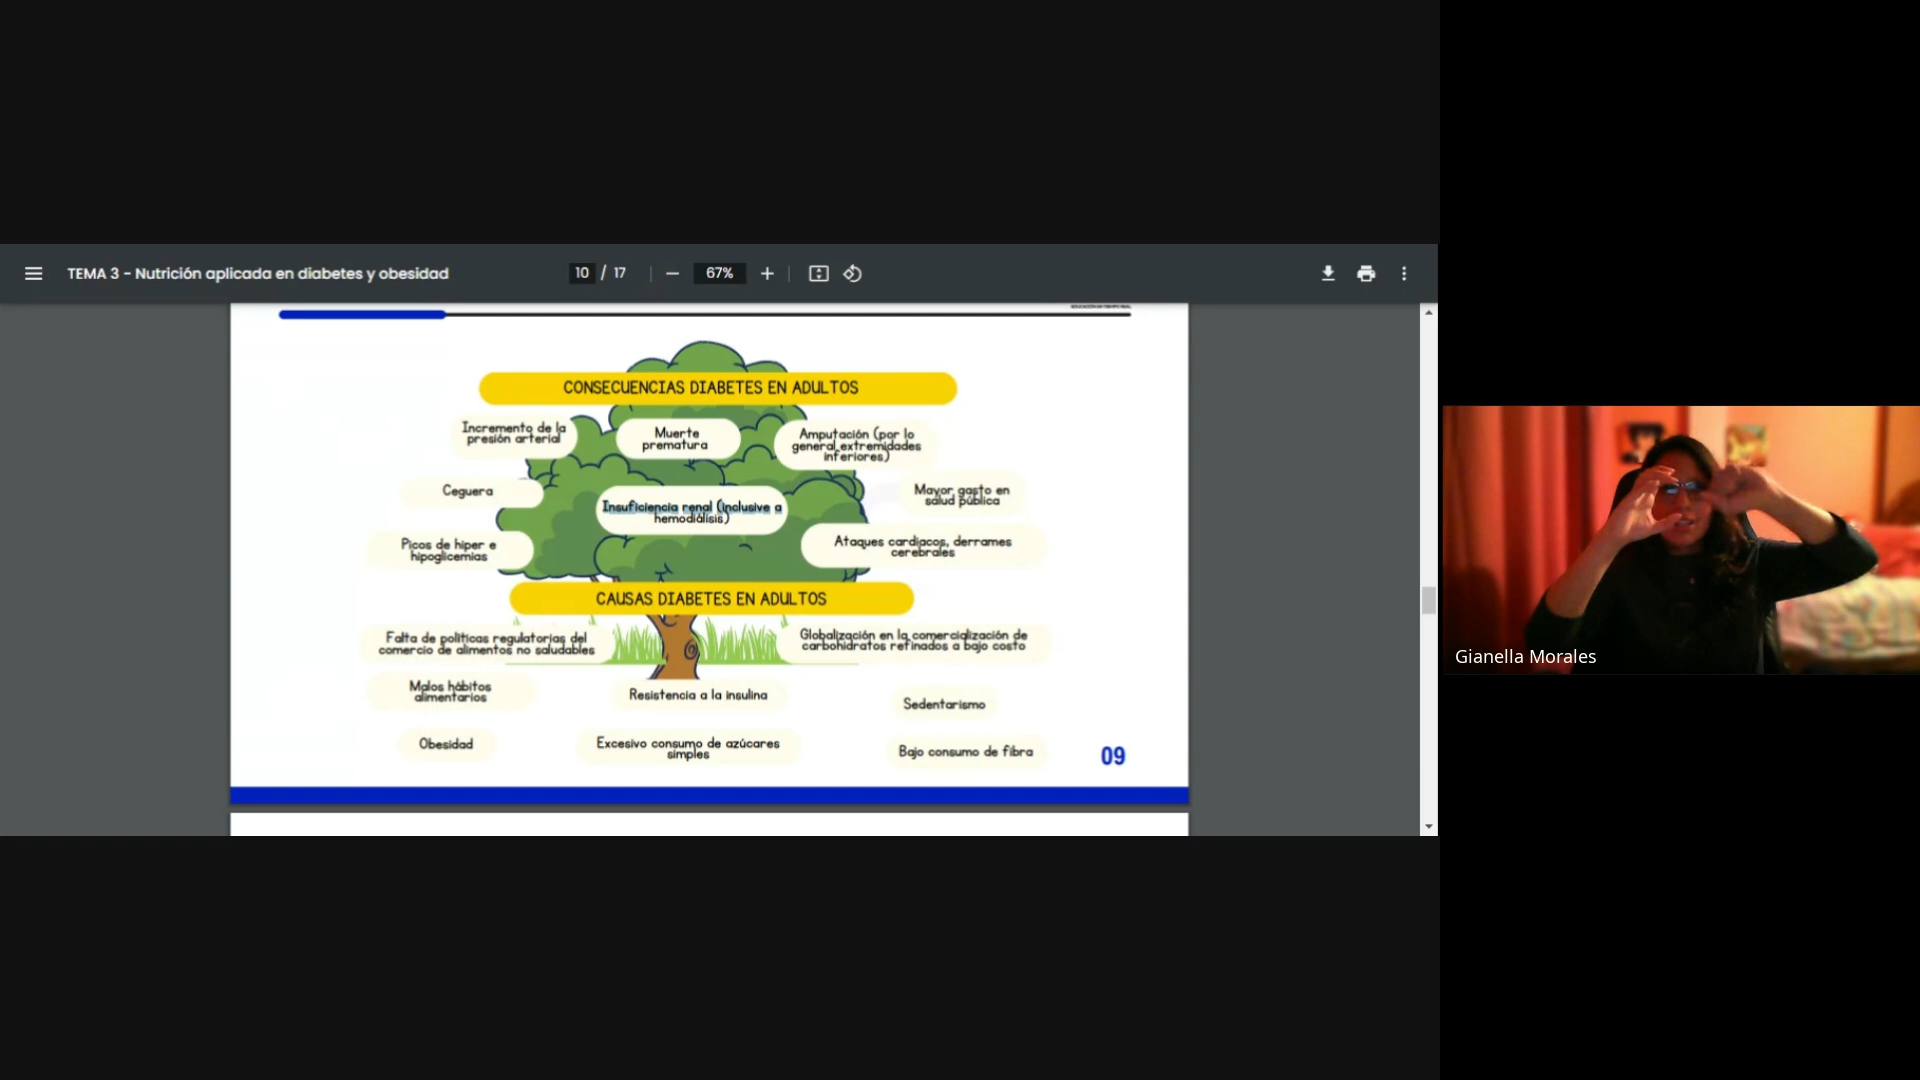 TEMA 3 - Nutrición aplicada en diabetes y obesidad
10 / 17
67%
CONSECUENCIAS DIABETES EN ADULTOS
Incremento de la
presión arterial
Muerte
prematura
Amputación (por lo
general extremidades
inferiores)
Ceguera
Insuficiencia renal (inclusive a
hemodiálisis)
Mayor gasto en
salud pública
Picos de hiper e
hipoglicemias
Ataques cardiacos, derrames
cerebrales
CAUSAS DIABETES EN ADULTOS
Falta de políticas regulatorias del
comercio de alimentos no saludables
Globalización en la comercialización de
carbohidratos refinados a bajo costo
Malos hábitos
alimentarios
Resistencia a la insulina
Sedentarismo
Obesidad
Excesivo consumo de azúcares
simples
Bajo consumo de fibra
09
Gianella Morales